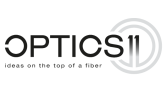 OPTICS11
ideas on the top of a fiber